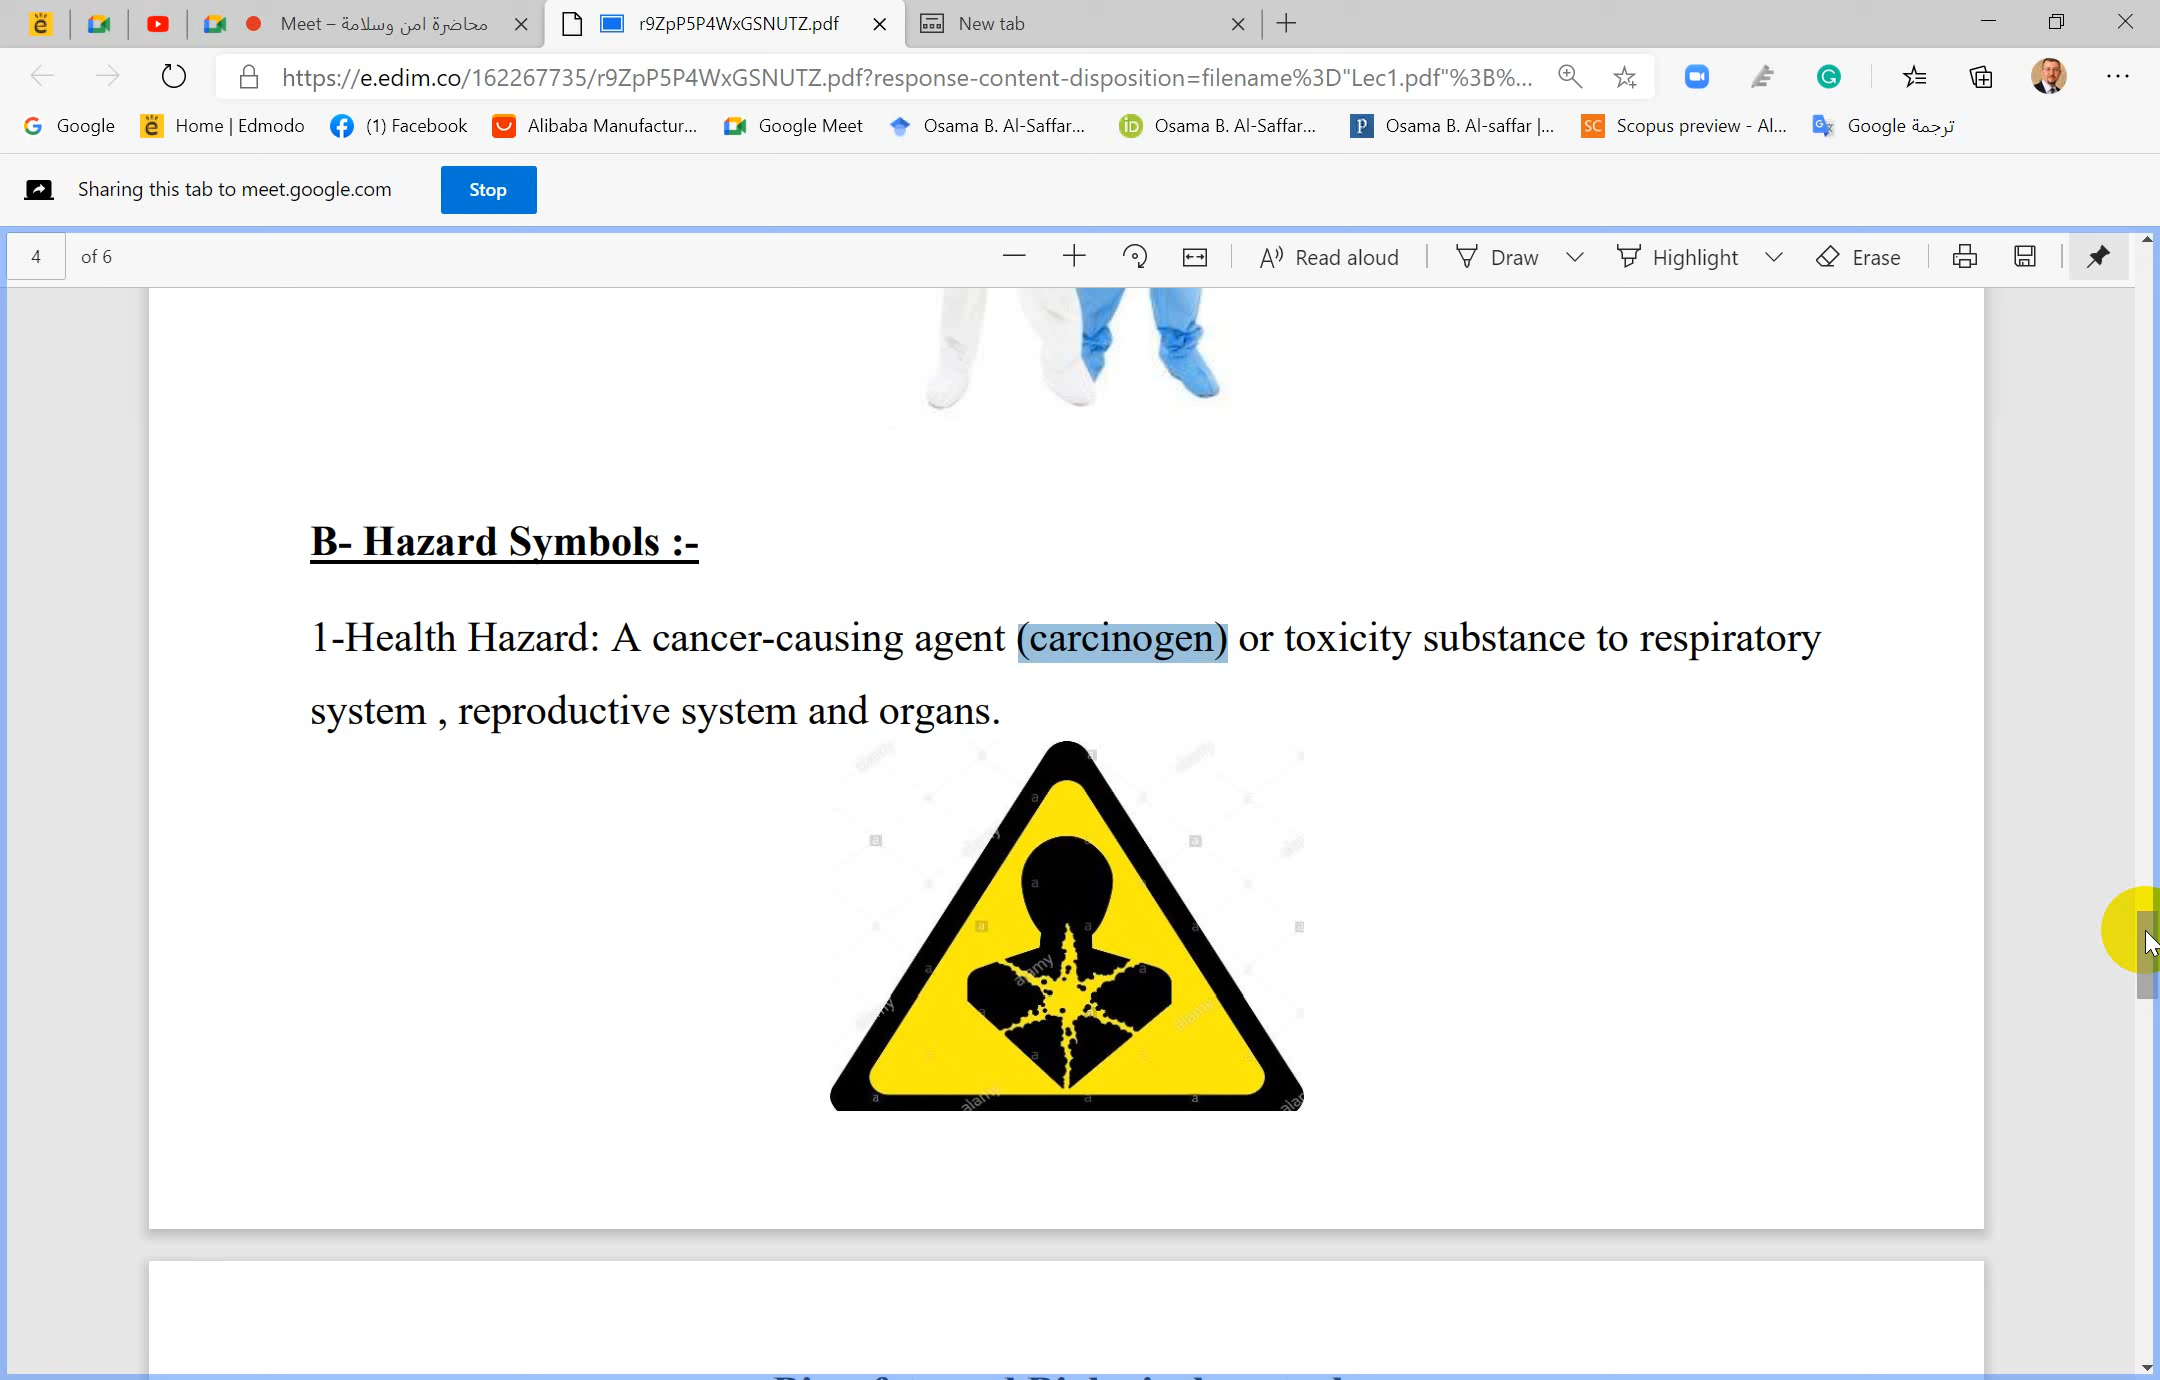 Meet – محاضرة امن وسلامة
r9ZpP5P4WxGSNUTZ.pdf
New tab
https://e.edim.co/162267735/r9ZpP5P4WxGSNUTZ.pdf?response-content-disposition=filename%3D"Lec1.pdf"%3B%...
Google
Home | Edmodo
(1) Facebook
Alibaba Manufactur...
Google Meet
Osama B. Al-Saffar...
Osama B. Al-Saffar...
Osama B. Al-saffar |...
Scopus preview - Al...
ترجمة Google
Sharing this tab to meet.google.com
Stop
4 of 6
Read aloud
Draw
Highlight
Erase
B- Hazard Symbols :-
1-Health Hazard: A cancer-causing agent (carcinogen) or toxicity substance to respiratory
system , reproductive system and organs.
alamy